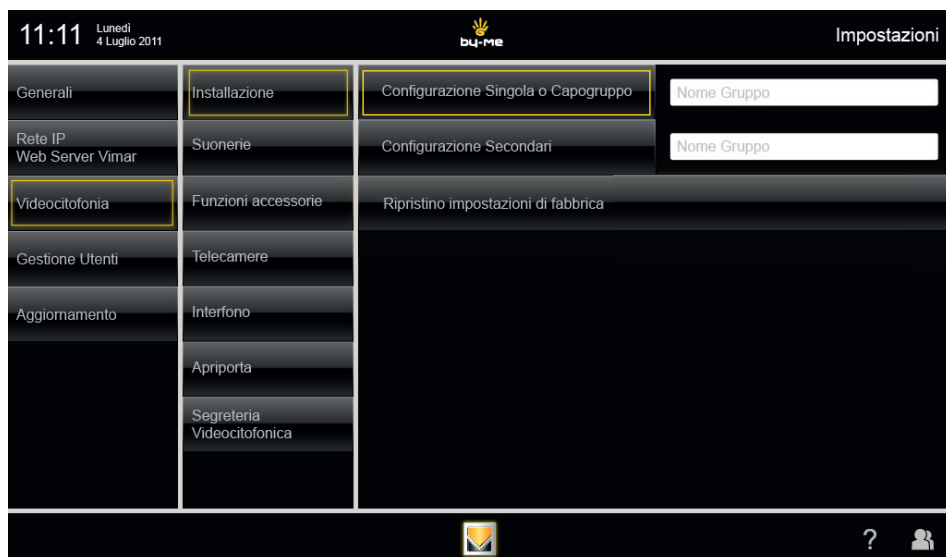 11:11
Lunedì
4 Luglio 2011
by-me
Impostazioni
Generali
Rete IP
Web Server Vimar
Videocitofonia
Gestione Utenti
Aggiornamento
Installazione
Suonerie
Funzioni accessorie
Telecamere
Interfono
Apriporta
Segreteria
Videocitofonica
Configurazione Singola o Capogruppo
Nome Gruppo
Configurazione Secondari
Nome Gruppo
Ripristino impostazioni di fabbrica
?